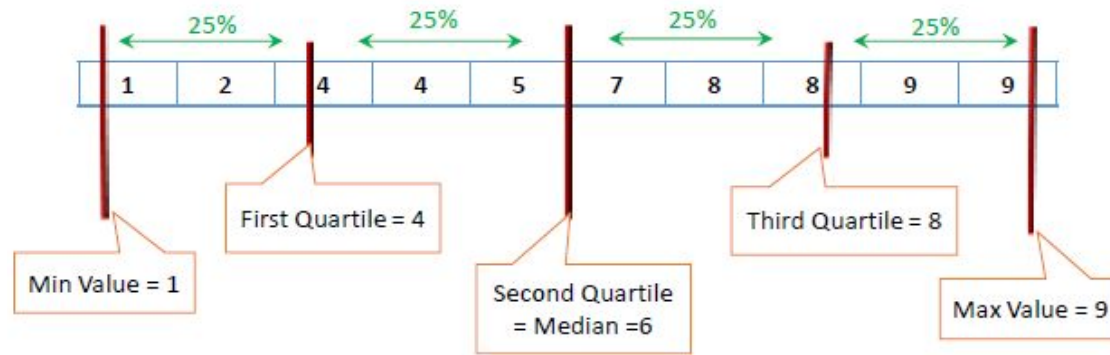 25% 25% 25% 25%
1 2 4 4 5 7 8 8 9 9
First Quartile = 4
Third Quartile = 8
Min Value = 1
Second Quartile
= Median =6
Max Value = 9